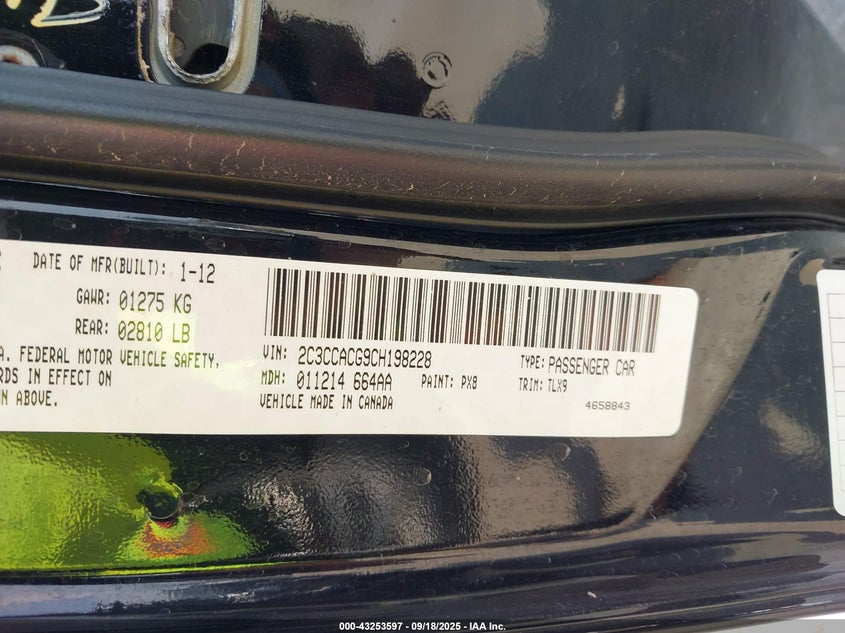 DATE OF MFR(BUILT): 1-12
GAWR: 01275 KG
REAR: 02810 LB
A. FEDERAL MOTOR VEHICLE SAFETY,
RDS IN EFFECT ON
N ABOVE.
VIN: 2C3CCACG9CH198228 TYPE: PASSENGER CAR
MDH: 011214 664AA PAINT: PX8 TRIM: TLX9
VEHICLE MADE IN CANADA 4658843
000-43253597 - 09/18/2025 - IAA Inc.